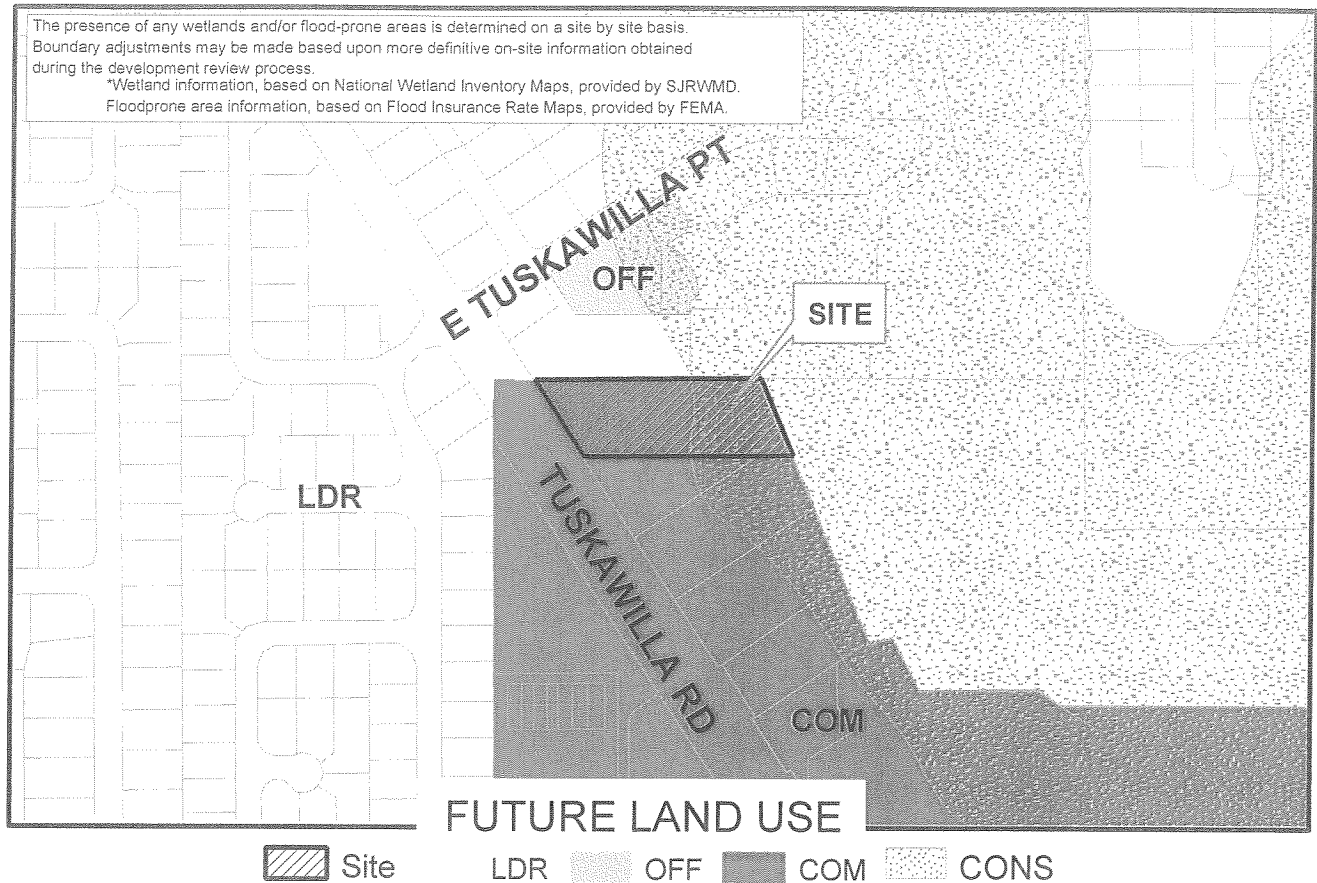 The presence of any wetlands and/or flood-prone areas is determined on a site by site basis.
Boundary adjustments may be made based upon more definitive on-site information obtained
during the development review process.
*Wetland information, based on National Wetland Inventory Maps, provided by SJRWMD.
Floodprone area information, based on Flood Insurance Rate Maps, provided by FEMA.
E TUSKAWILLA PT
OFF
SITE
LDR
TUSKAWILLA RD
COM
FUTURE LAND USE
Site LDR OFF COM CONS